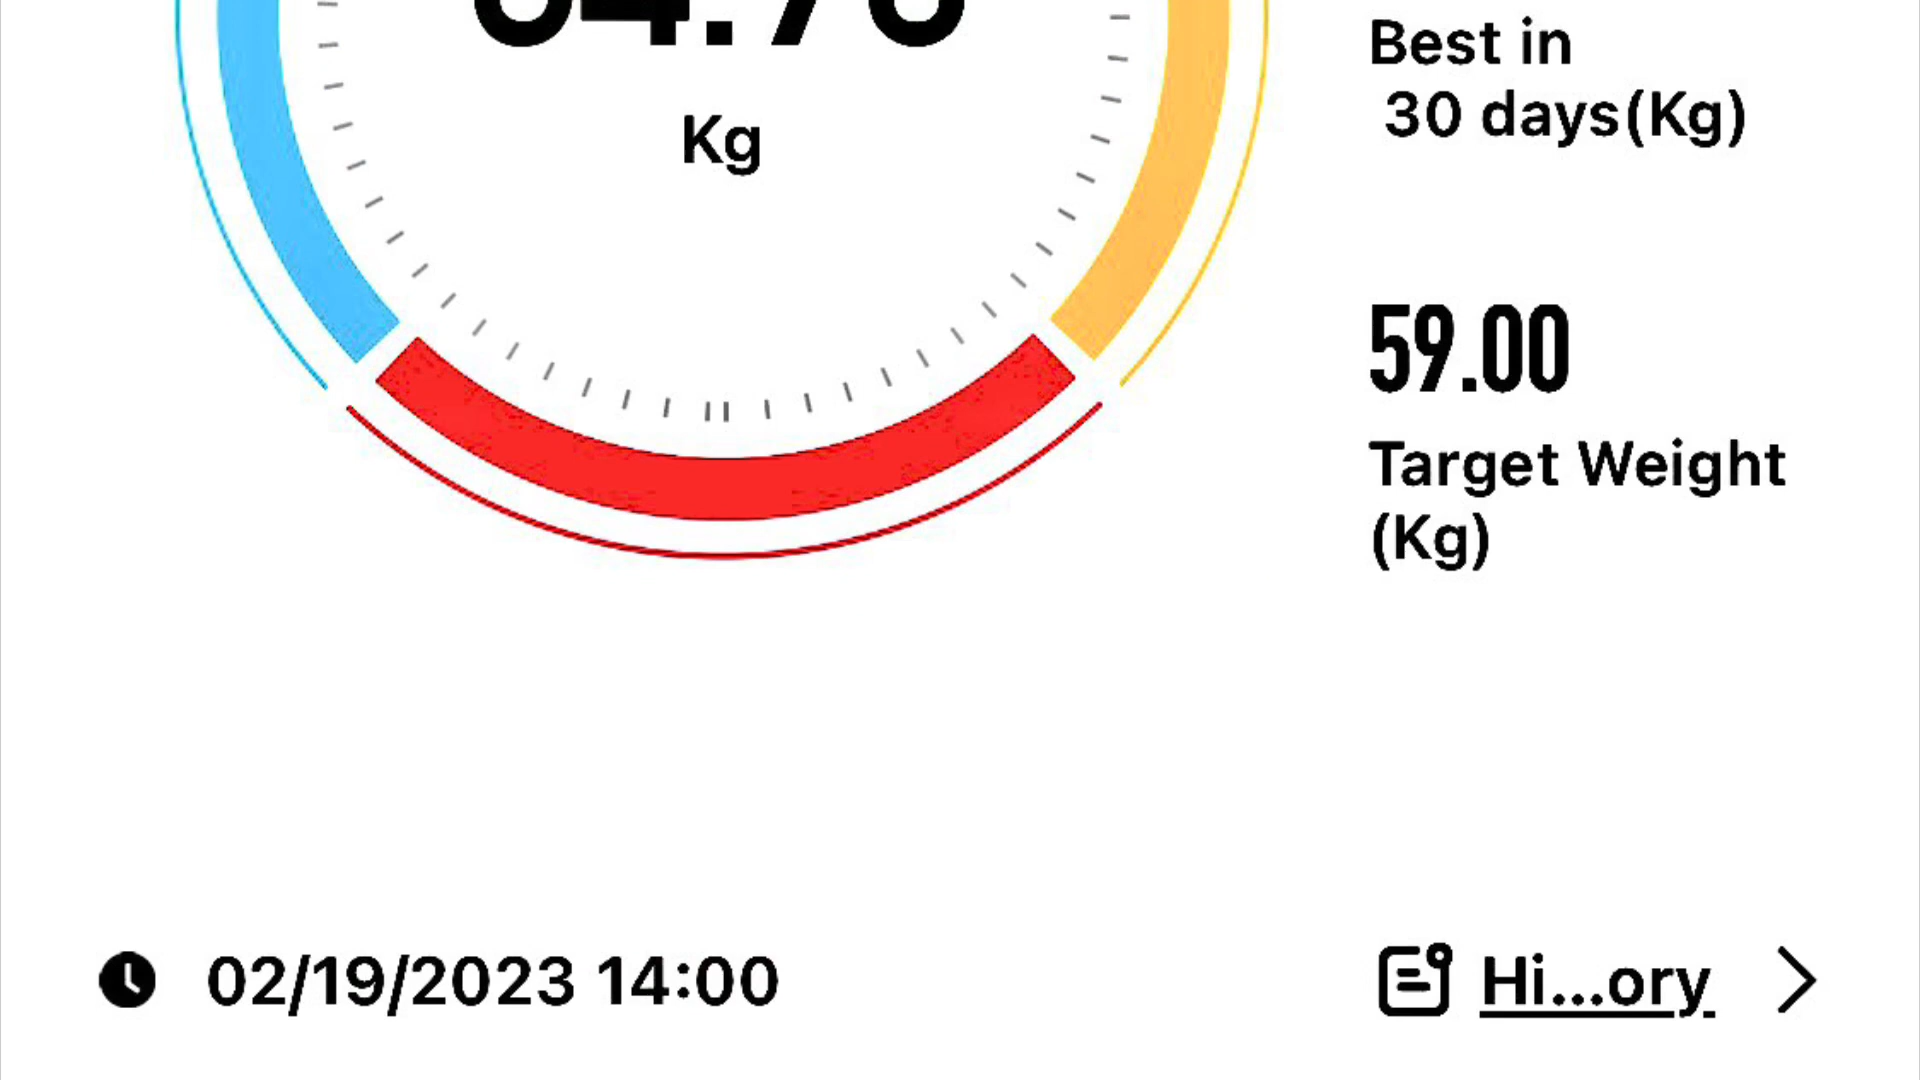 Kg
Best in
30 days(Kg)
59.00
Target Weight
(Kg)
02/19/2023 14:00
Hi...ory